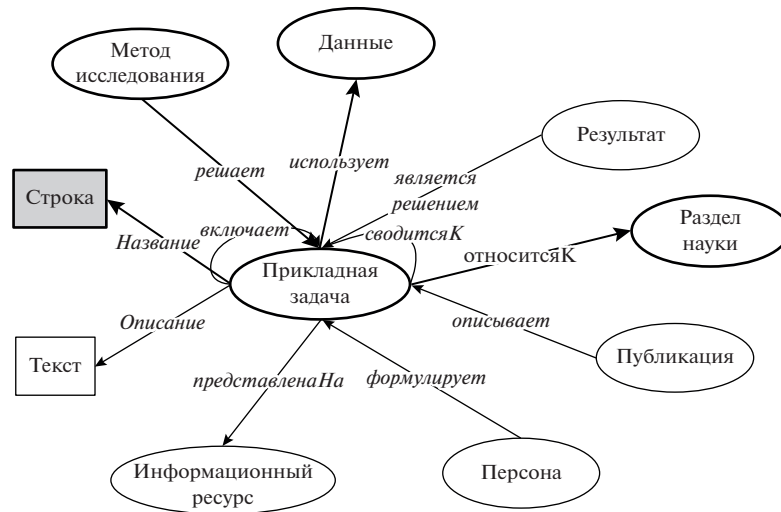 Метод
исследования
Данные
Результат
решает
использует
является
решением
Строка
Название
включает
сводитсяК
Раздел
науки
Прикладная
задача
относитсяК
Описание
описывает
Текст
Публикация
представленаНа
формулирует
Информационный
ресурс
Персона